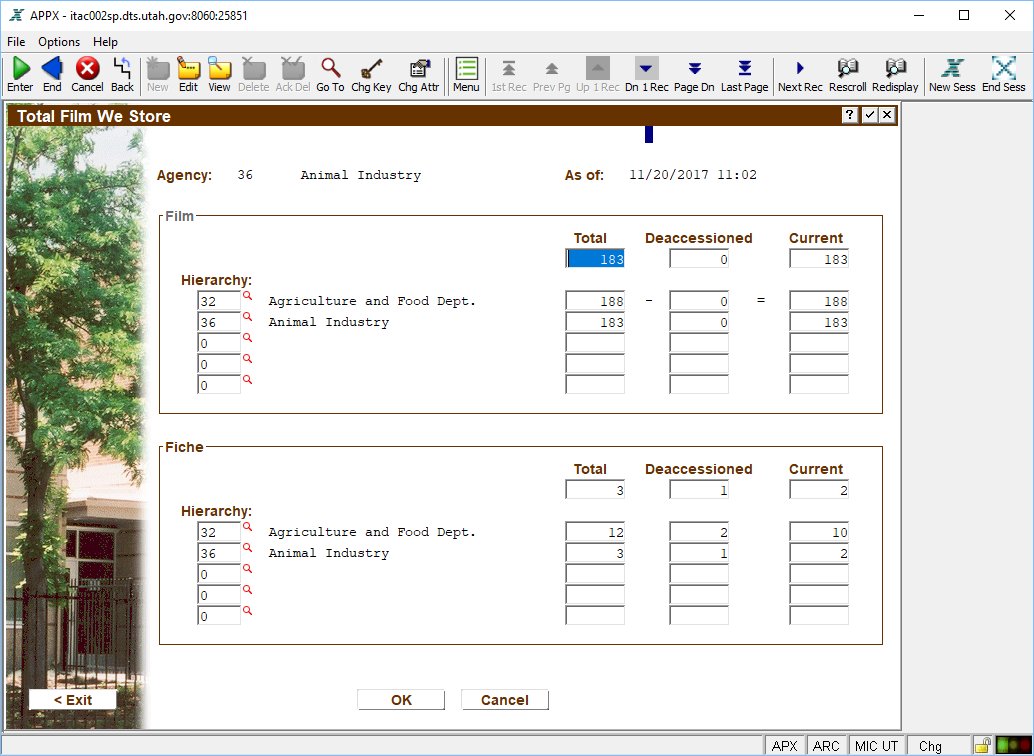 APPX - itac002sp.dts.utah.gov:8060:25851
File Options Help
Enter End Cancel Back New Edit View Delete Ack Del Go To Chg Key Chg Attr Menu 1st Rec Prev Pg Up 1 Rec Dn 1 Rec Page Dn Last Page Next Rec Rescroll Redisplay New Sess End Sess
Total Film We Store ?
Agency: 36 Animal Industry As of: 11/20/2017 11:02
Film
Total Deaccessioned Current
183 0 183
Hierarchy:
32 Agriculture and Food Dept. 188 - 0 = 188
36 Animal Industry 183 0 183
0
0
0
Fiche
Total Deaccessioned Current
3 1 2
Hierarchy:
32 Agriculture and Food Dept. 12 2 10
36 Animal Industry 3 1 2
0
0
0
< Exit OK Cancel
APX ARC MIC UT Chg